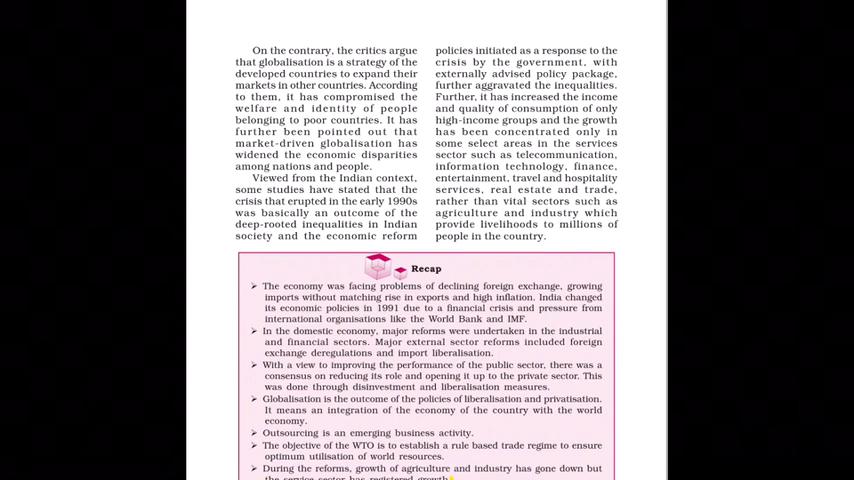 On the contrary, the critics argue
that globalisation is a strategy of the
developed countries to expand their
markets in other countries. According
to them, it has compromised the
welfare and identity of people
belonging to poor countries. It has
further been pointed out that
market-driven globalisation has
widened the economic disparities
among nations and people.
Viewed from the Indian context,
some studies have stated that the
crisis that erupted in the early 1990s
was basically an outcome of the
deep-rooted inequalities in Indian
society and the economic reform
policies initiated as a response to the
crisis by the government, with
externally advised policy package,
further aggravated the inequalities.
Further, it has increased the income
and quality of consumption of only
high-income groups and the growth
has been concentrated only in
some select areas in the services
sector such as telecommunication,
information technology, finance,
entertainment, travel and hospitality
services, real estate and trade,
rather than vital sectors such as
agriculture and industry which
provide livelihoods to millions of
people in the country.
Recap
➢ The economy was facing problems of declining foreign exchange, growing
imports without matching rise in exports and high inflation. India changed
its economic policies in 1991 due to a financial crisis and pressure from
international organisations like the World Bank and IMF.
➢ In the domestic economy, major reforms were undertaken in the industrial
and financial sectors. Major external sector reforms included foreign
exchange deregulations and import liberalisation.
➢ With a view to improving the performance of the public sector, there was a
consensus on reducing its role and opening it up to the private sector. This
was done through disinvestment and liberalisation measures.
➢ Globalisation is the outcome of the policies of liberalisation and privatisation.
It means an integration of the economy of the country with the world
economy.
➢ Outsourcing is an emerging business activity.
➢ The objective of the WTO is to establish a rule based trade regime to ensure
optimum utilisation of world resources.
➢ During the reforms, growth of agriculture and industry has gone down but
the service sector has registered growth.